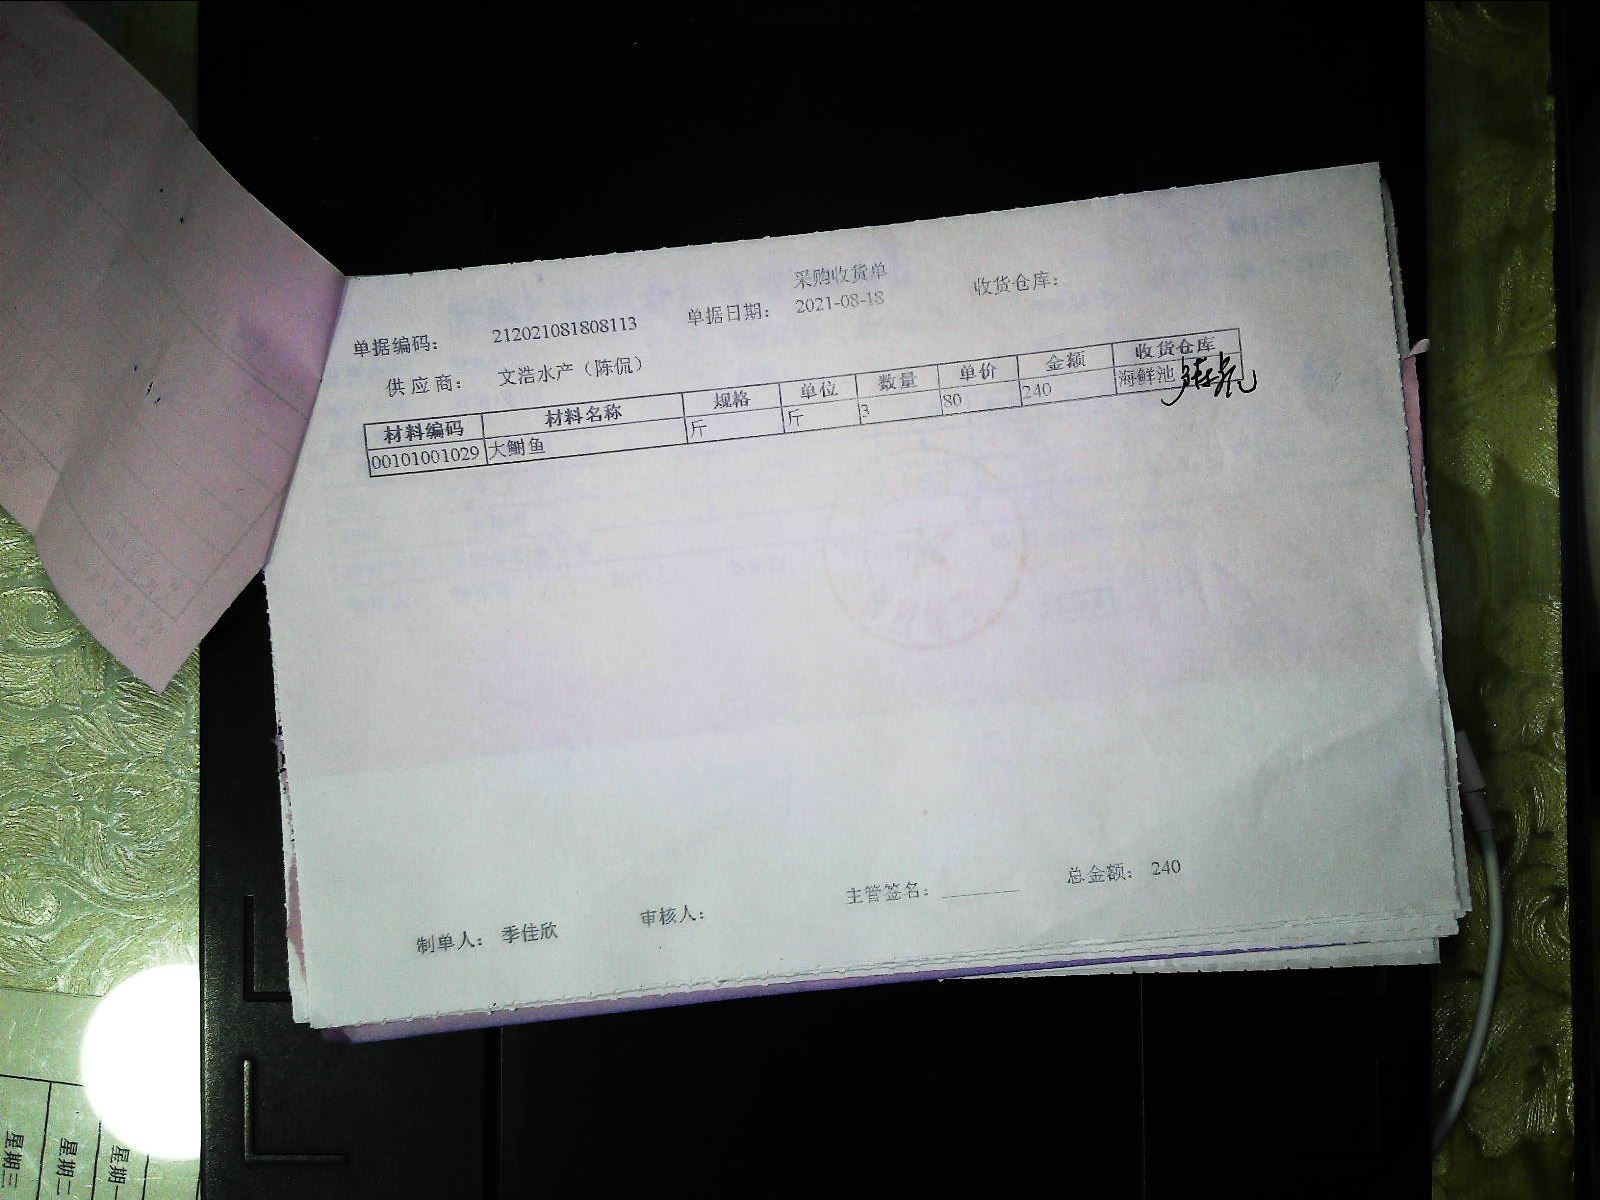 采购收货单
单据编码： 212021081808113 单据日期： 2021-08-18 收货仓库：
供应商： 文浩水产（陈侃）
材料编码 材料名称 规格 单位 数量 单价 金额 收货仓库
00101001029 大鲥鱼 斤 斤 3 80 240 海鲜池
制单人： 季佳欣 审核人： 主管签名： 总金额： 240
星期一
星期二
星期三